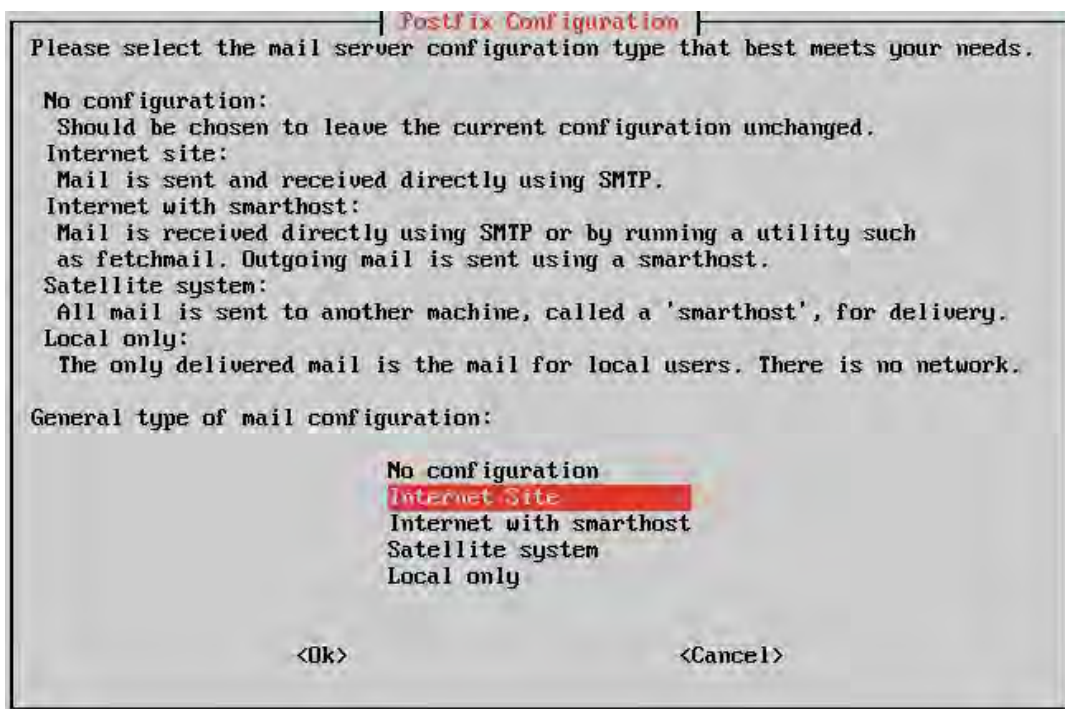 Postfix Configuration
Please select the mail server configuration type that best meets your needs.
No configuration:
Should be chosen to leave the current configuration unchanged.
Internet site:
Mail is sent and received directly using SMTP.
Internet with smarthost:
Mail is received directly using SMTP or by running a utility such
as fetchmail. Outgoing mail is sent using a smarthost.
Satellite system:
All mail is sent to another machine, called a 'smarthost', for delivery.
Local only:
The only delivered mail is the mail for local users. There is no network.
General type of mail configuration:
No configuration
Internet Site
Internet with smarthost
Satellite system
Local only
<Ok> <Cancel>